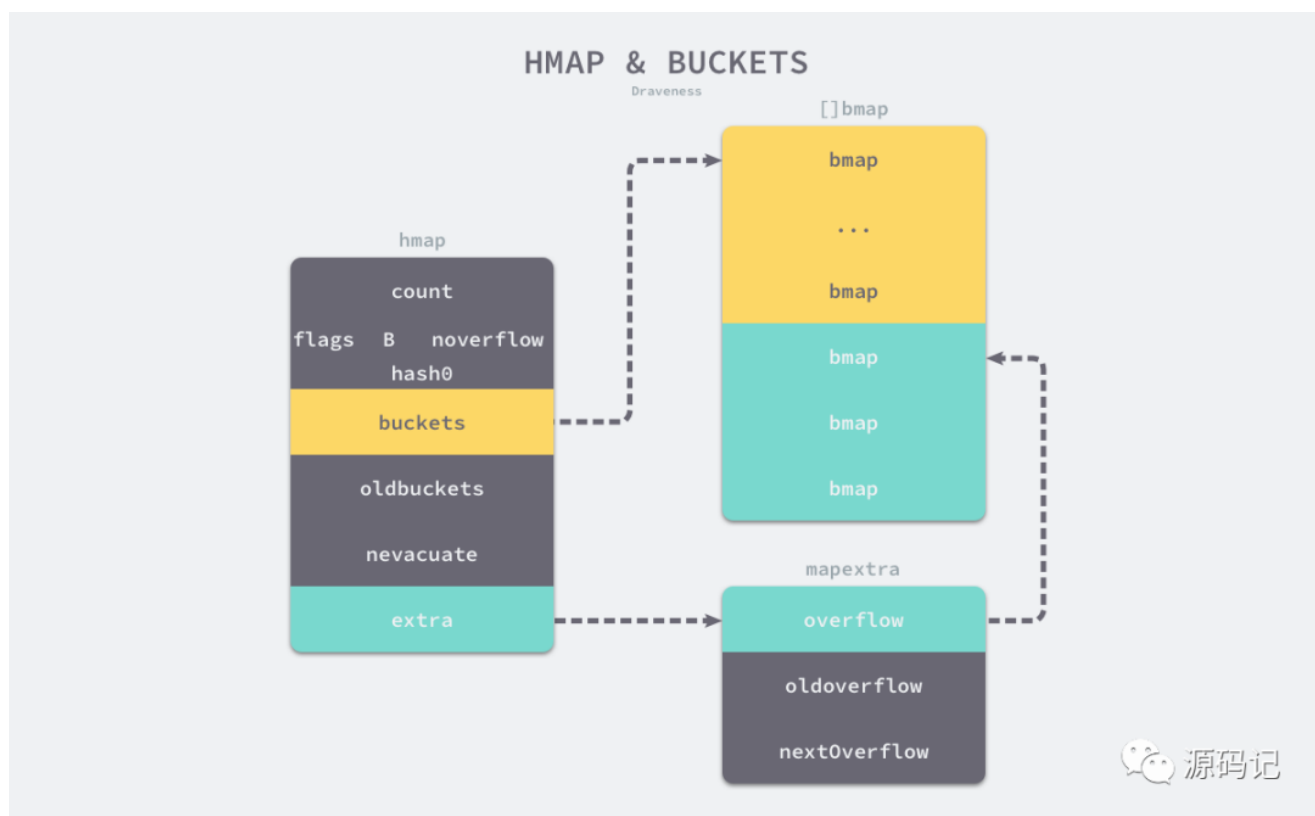 HMAP & BUCKETS
Draveness
[]bmap
bmap
...
bmap
bmap
bmap
bmap
hmap
count
flags B noverflow
hash0
buckets
oldbuckets
nevacuate
extra
mapextra
overflow
oldoverflow
nextOverflow
源码记